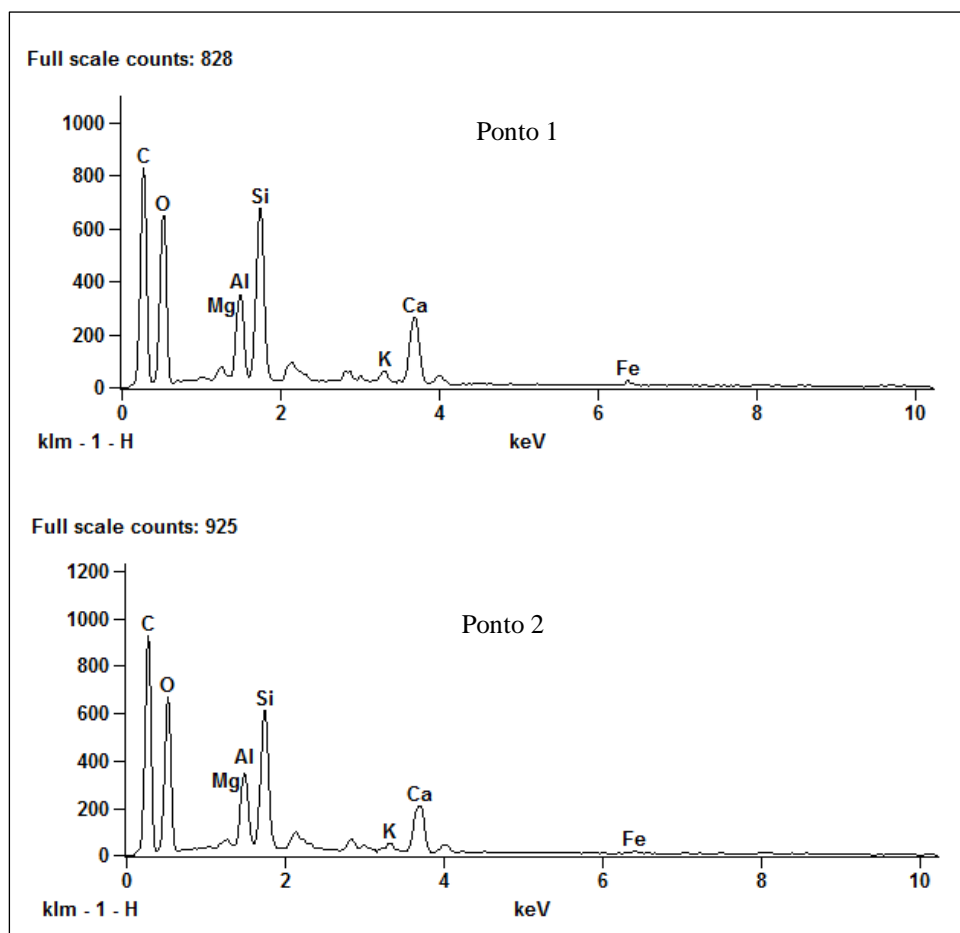 Full scale counts: 828
Ponto 1
1000
800
600
400
200
0
C
O
Mg
Al
Si
K
Ca
Fe
0 2 4 6 8 10
klm - 1 - H keV
Full scale counts: 925
Ponto 2
1200
1000
800
600
400
200
0
C
O
Mg
Al
Si
K
Ca
Fe
0 2 4 6 8 10
klm - 1 - H keV